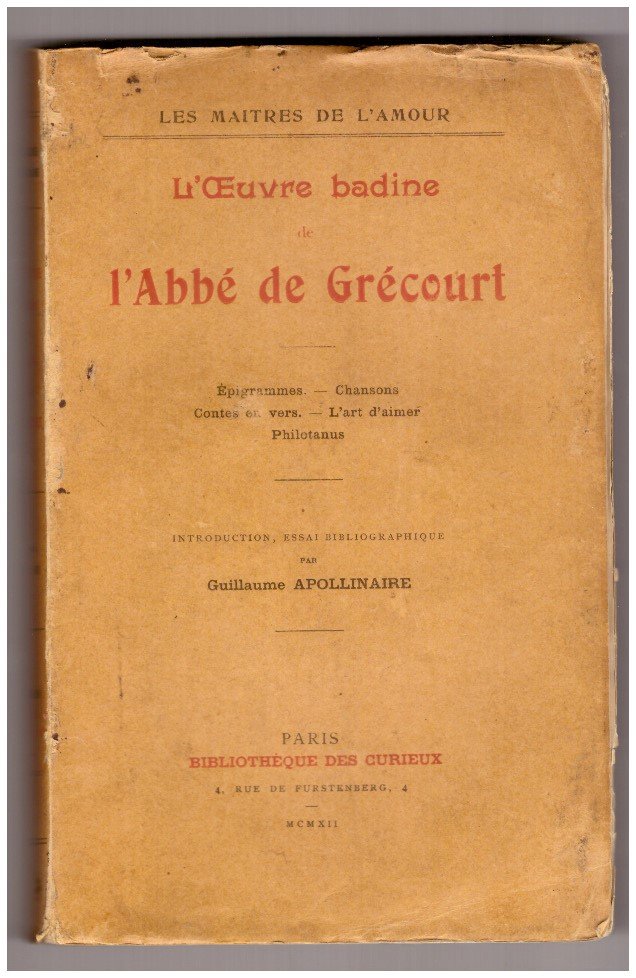 LES MAITRES DE L'AMOUR
L'Œuvre badine
de
l'Abbé de Grécourt
Épigrammes. — Chansons
Contes en vers. — L'art d'aimer
Philotanus
INTRODUCTION, ESSAI BIBLIOGRAPHIQUE
PAR
Guillaume APOLLINAIRE
PARIS
BIBLIOTHÈQUE DES CURIEUX
4, RUE DE FURSTENBERG, 4
—
MCMXII